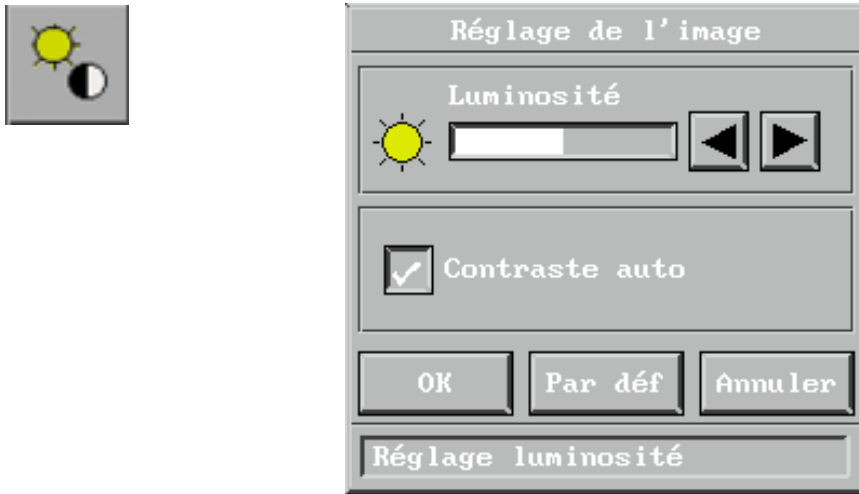 Réglage de l'image
Luminosité
Contraste auto
OK Par déf Annuler
Réglage luminosité